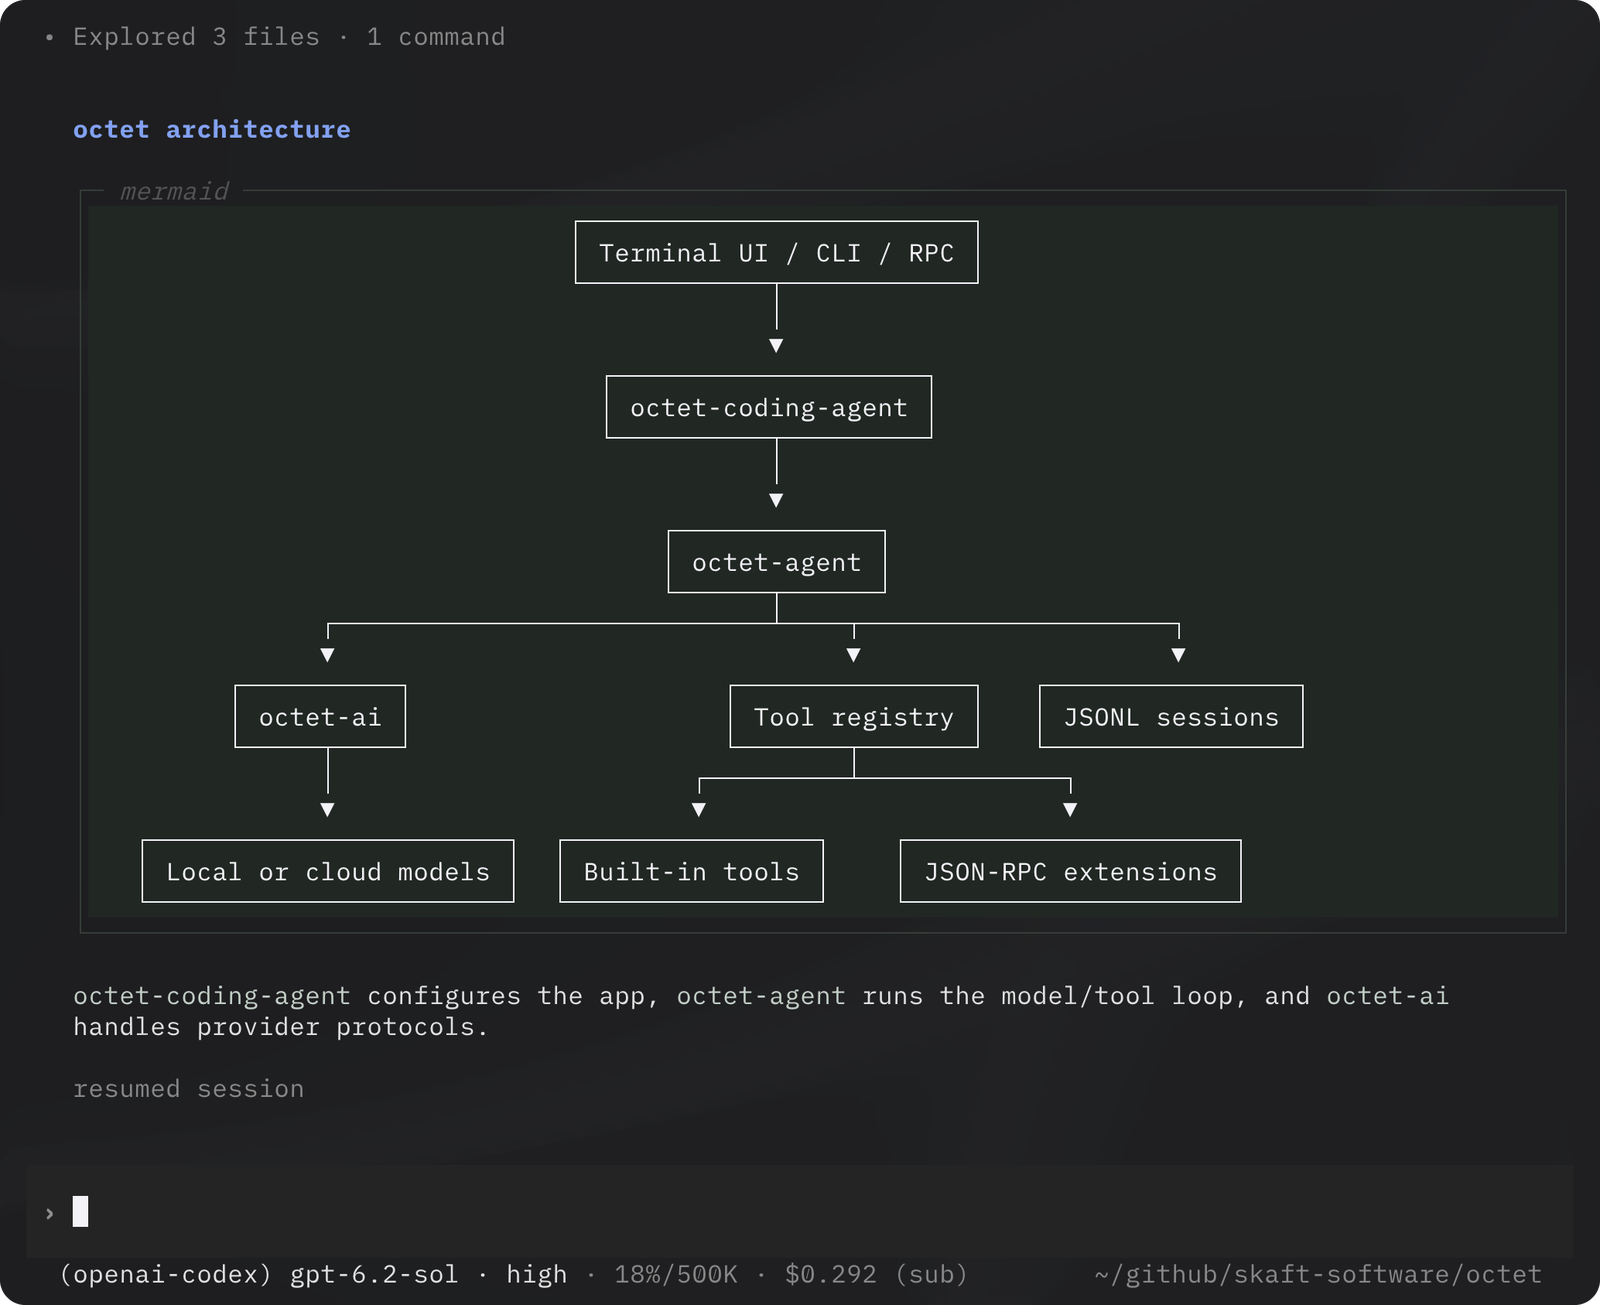 • Explored 3 files · 1 command
octet architecture
mermaid
Terminal UI / CLI / RPC
octet-coding-agent
octet-agent
octet-ai
Tool registry
JSONL sessions
Local or cloud models
Built-in tools
JSON-RPC extensions
octet-coding-agent configures the app, octet-agent runs the model/tool loop, and octet-ai
handles provider protocols.
resumed session
›
(openai-codex) gpt-6.2-sol · high · 18%/500K · $0.292 (sub)
~/github/skaft-software/octet